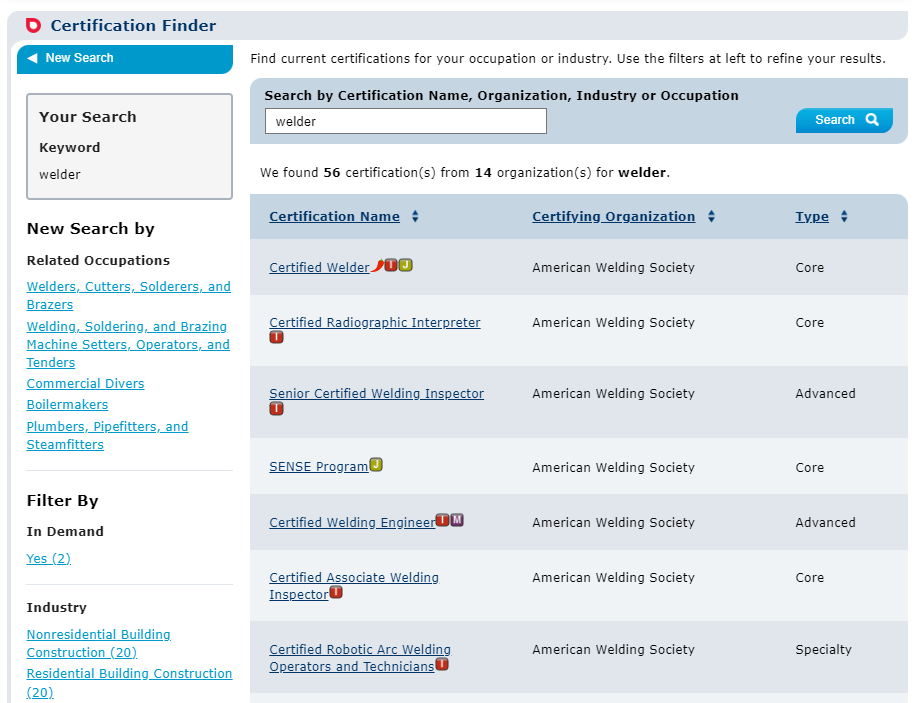 Certification Finder
New Search
Find current certifications for your occupation or industry. Use the filters at left to refine your results.
Your Search
Keyword
welder
Search by Certification Name, Organization, Industry or Occupation
welder
Search
We found 56 certification(s) from 14 organization(s) for welder.
New Search by
Related Occupations
Welders, Cutters, Solderers, and
Brazers
Welding, Soldering, and Brazing
Machine Setters, Operators, and
Tenders
Commercial Divers
Boilermakers
Plumbers, Pipefitters, and
Steamfitters
Filter By
In Demand
Yes (2)
Industry
Nonresidential Building
Construction (20)
Residential Building Construction
(20)
Certification Name Certifying Organization Type
Certified Welder T J American Welding Society Core
Certified Radiographic Interpreter American Welding Society Core
T
Senior Certified Welding Inspector American Welding Society Advanced
T
SENSE Program J American Welding Society Core
Certified Welding Engineer T M American Welding Society Advanced
Certified Associate Welding American Welding Society Core
Inspector T
Certified Robotic Arc Welding American Welding Society Specialty
Operators and Technicians T